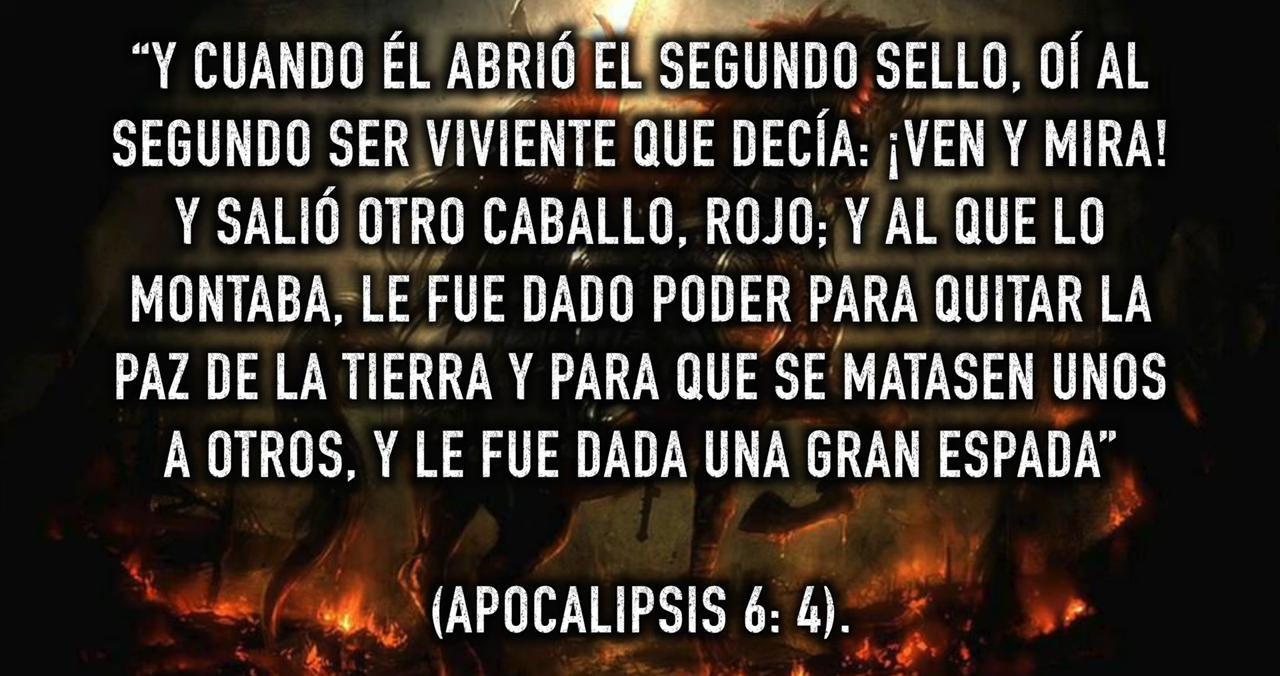 “Y CUANDO ÉL ABRIÓ EL SEGUNDO SELLO, OÍ AL
SEGUNDO SER VIVIENTE QUE DECÍA: ¡VEN Y MIRA!
Y SALIÓ OTRO CABALLO, ROJO; Y AL QUE LO
MONTABA, LE FUE DADO PODER PARA QUITAR LA
PAZ DE LA TIERRA Y PARA QUE SE MATASEN UNOS
A OTROS, Y LE FUE DADA UNA GRAN ESPADA”
(APOCALIPSIS 6: 4).